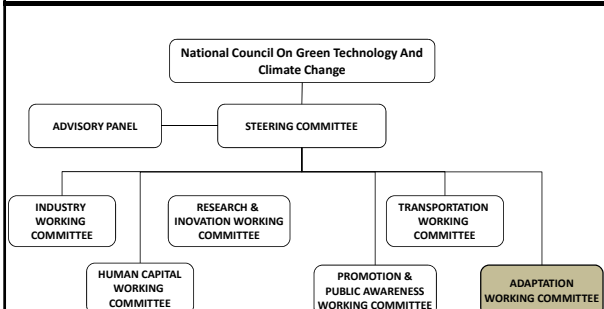 National Council On Green Technology And
Climate Change
ADVISORY PANEL
STEERING COMMITTEE
INDUSTRY
WORKING
COMMITTEE
RESEARCH &
INOVATION WORKING
COMMITTEE
TRANSPORTATION
WORKING
COMMITTEE
HUMAN CAPITAL
WORKING
COMMITTEE
PROMOTION &
PUBLIC AWARENESS
WORKING COMMITTEE
ADAPTATION
WORKING COMMITTEE